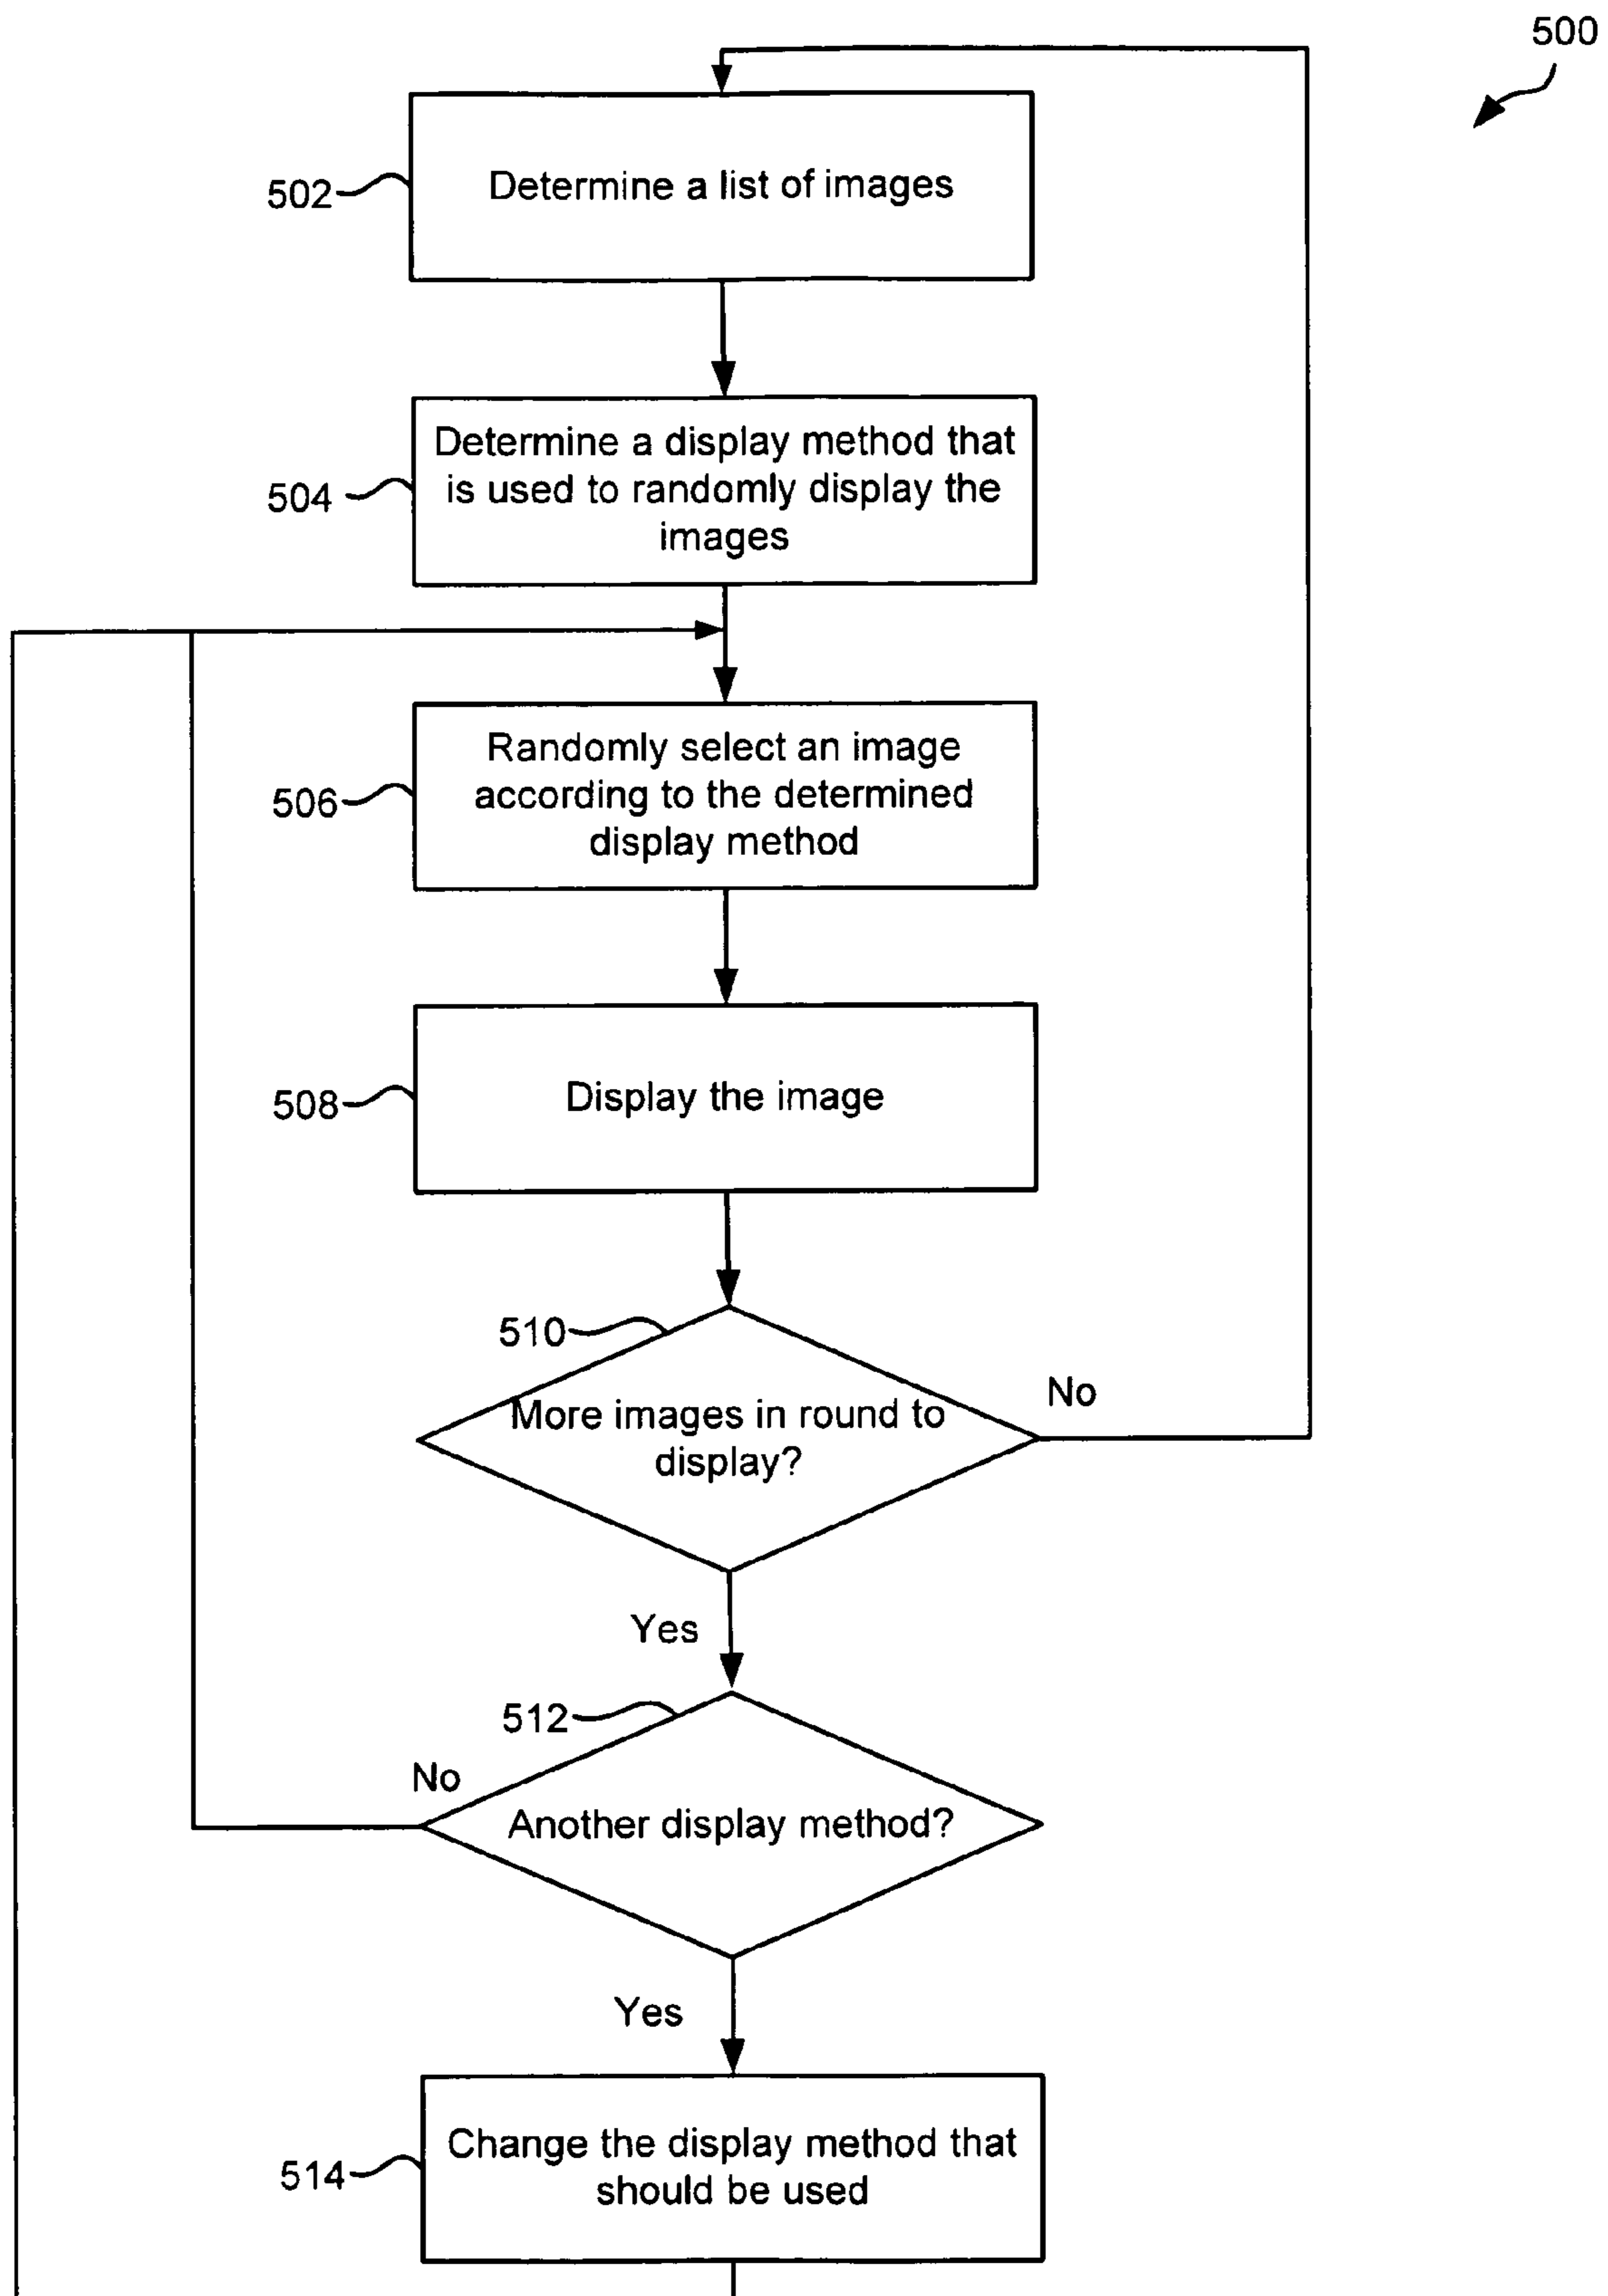 500
502
Determine a list of images
504
Determine a display method that
is used to randomly display the
images
506
Randomly select an image
according to the determined
display method
508
Display the image
510
More images in round to
display?
No
Yes
512
No
Another display method?
Yes
514
Change the display method that
should be used